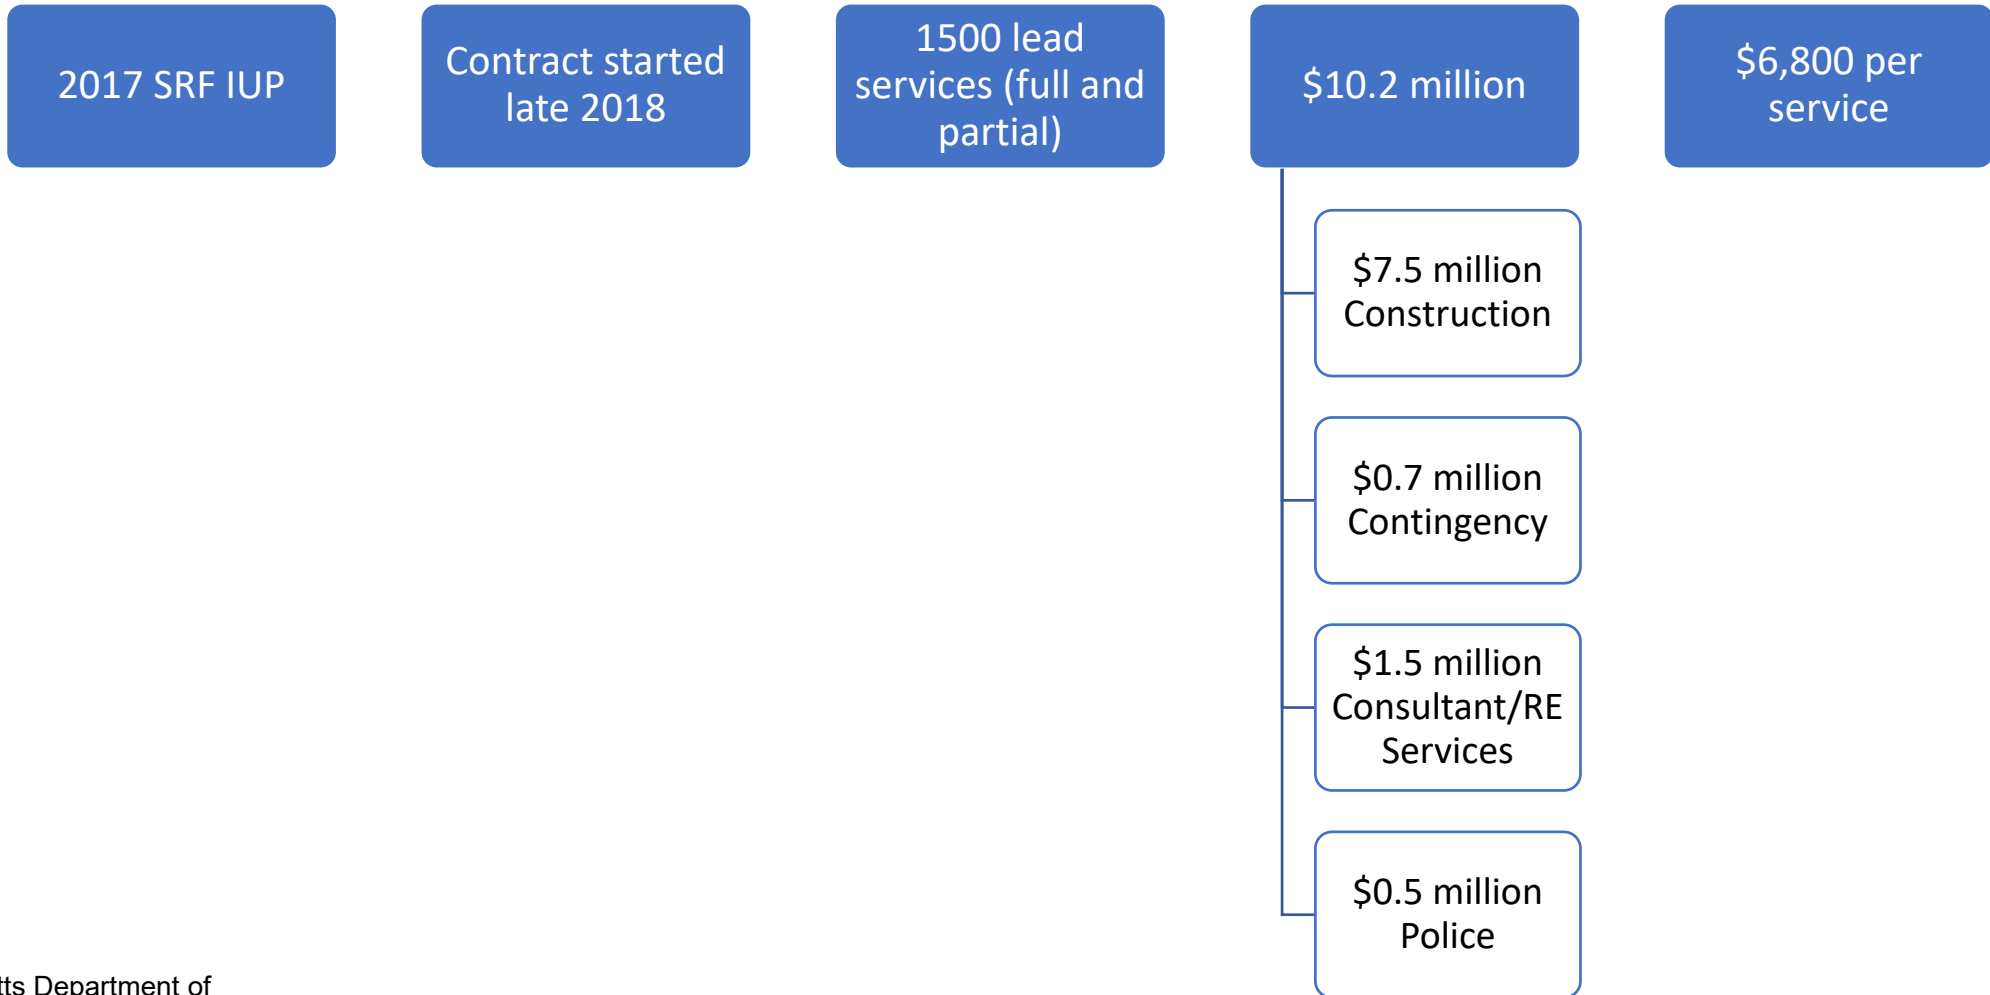 2017 SRF IUP
Contract started
late 2018
1500 lead
services (full and
partial)
$10.2 million
$6,800 per
service
$7.5 million
Construction
$0.7 million
Contingency
$1.5 million
Consultant/RE
Services
$0.5 million
Police
tts Department of